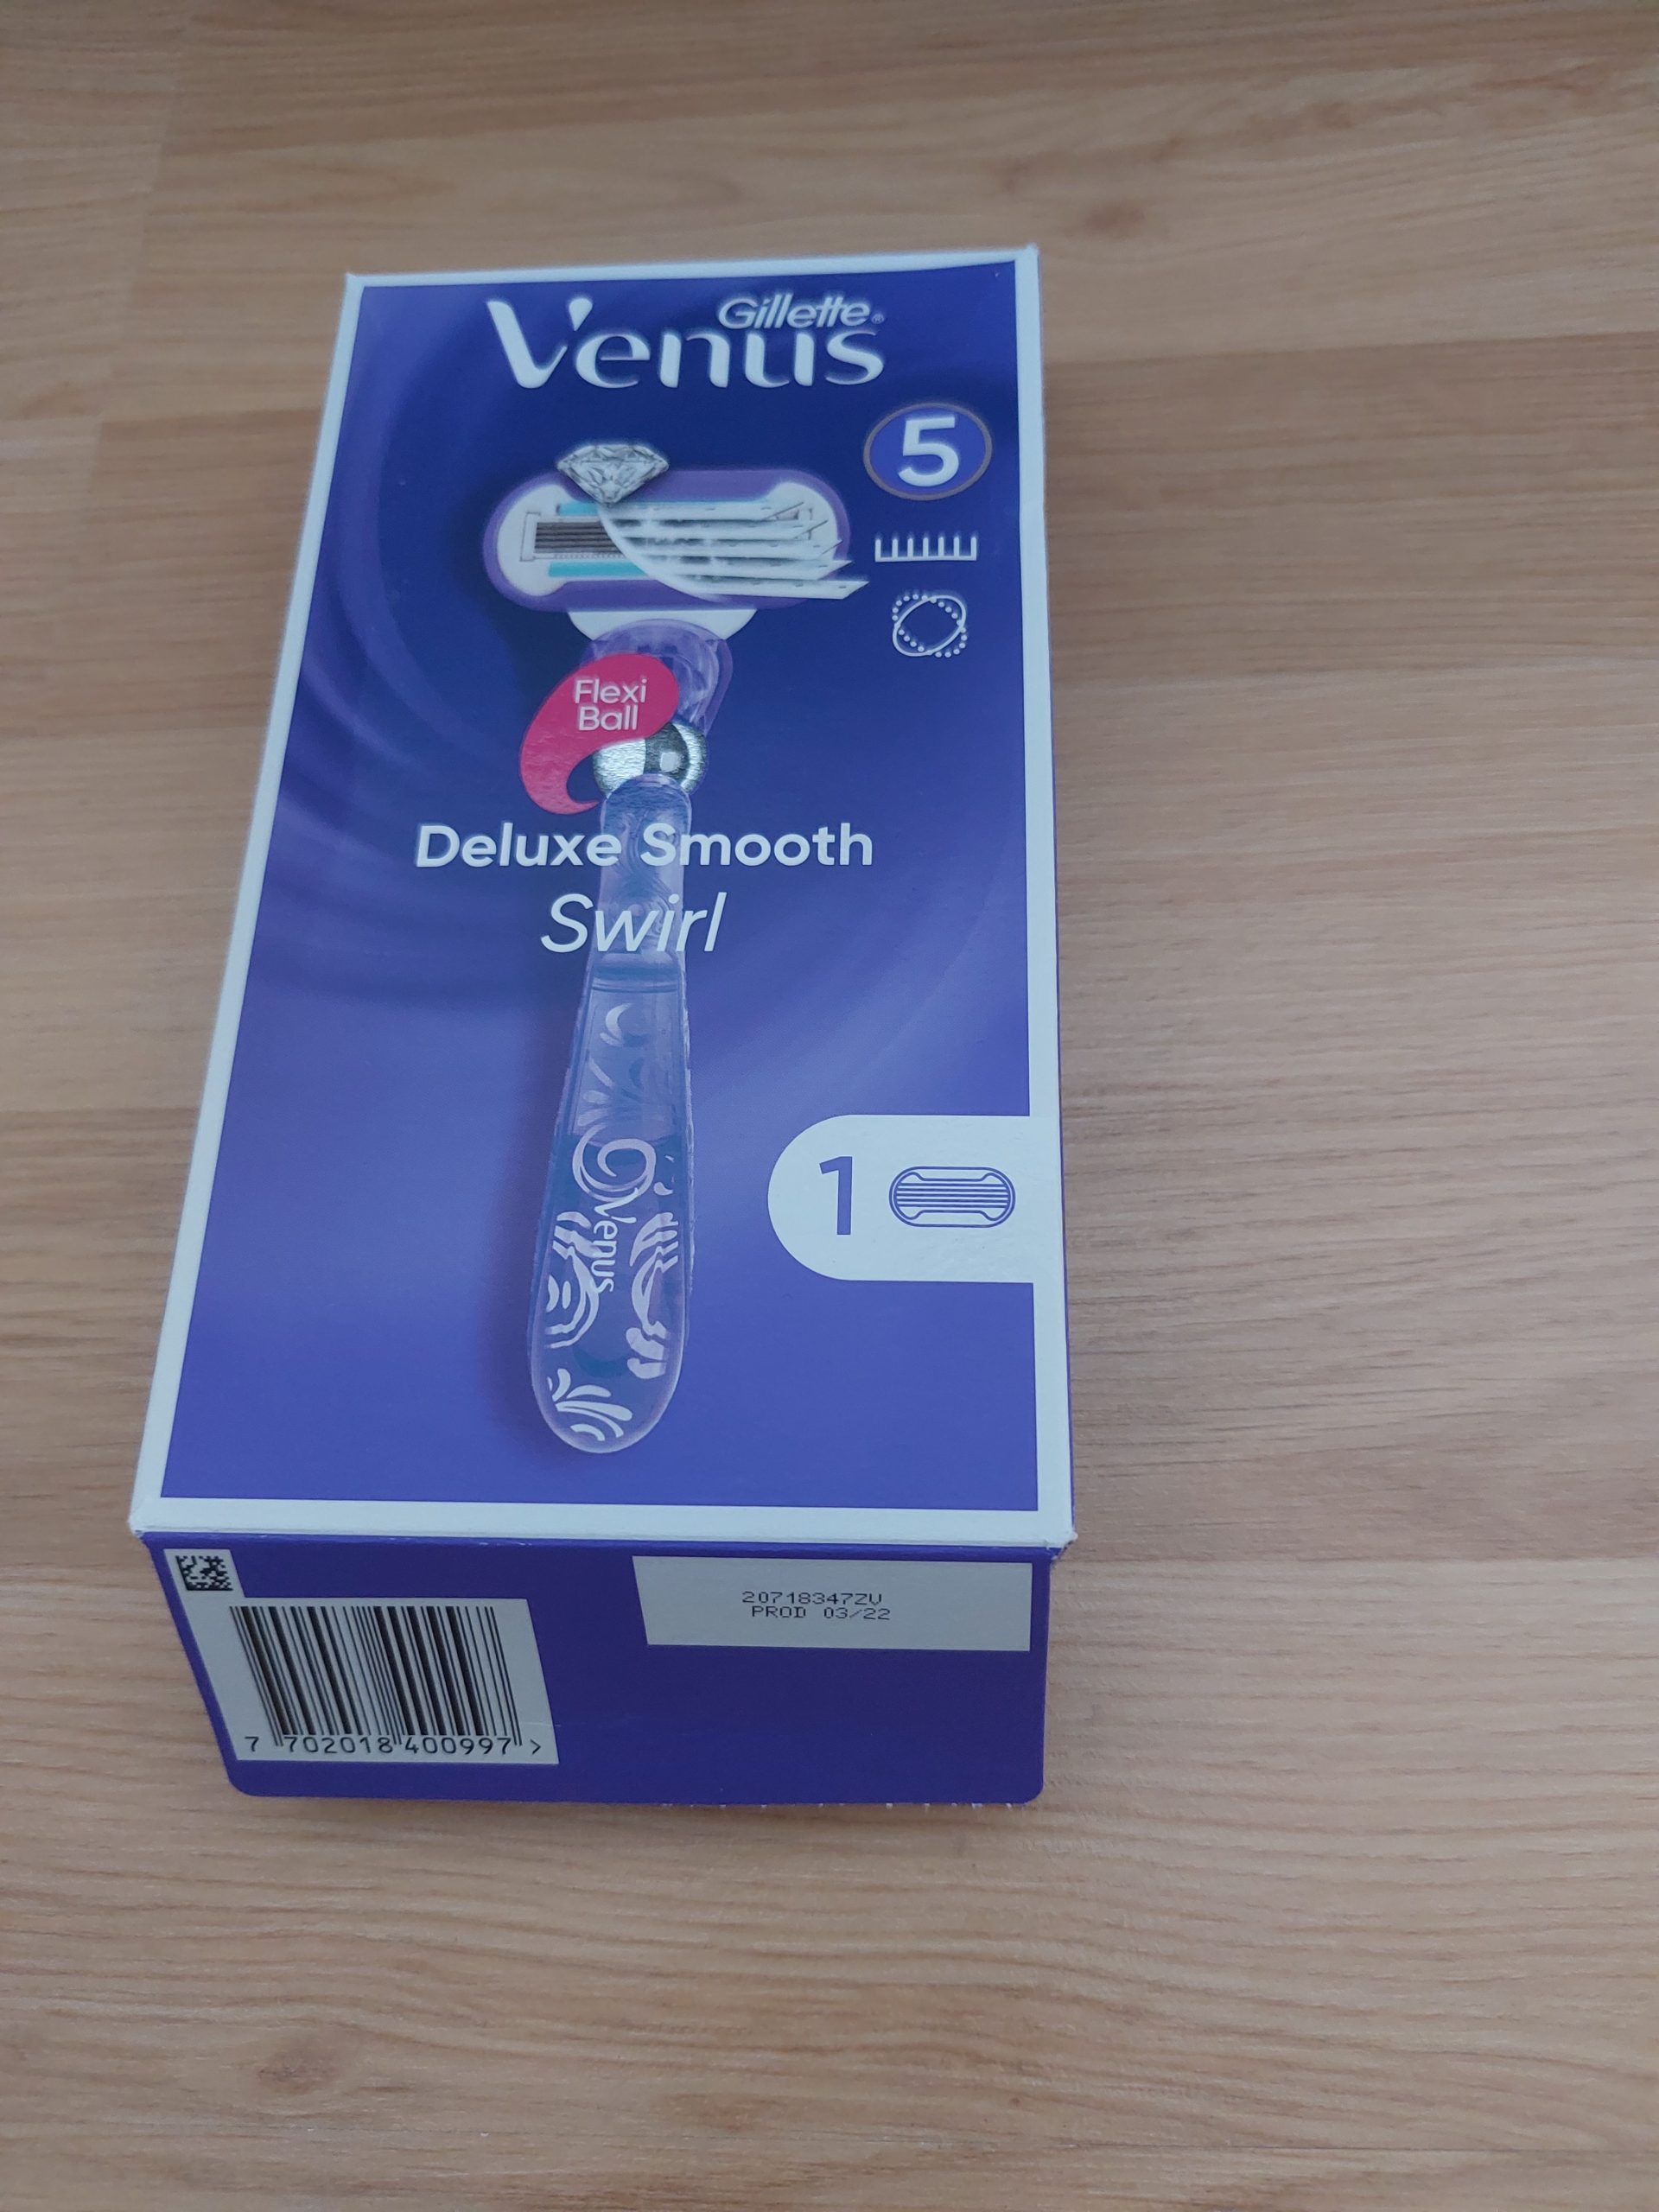 Gillette®
Venus
5
Flexi
Ball
Deluxe Smooth
Swirl
Venus
1
20718347ZV
PROD 03/22
7 702018 400997 >